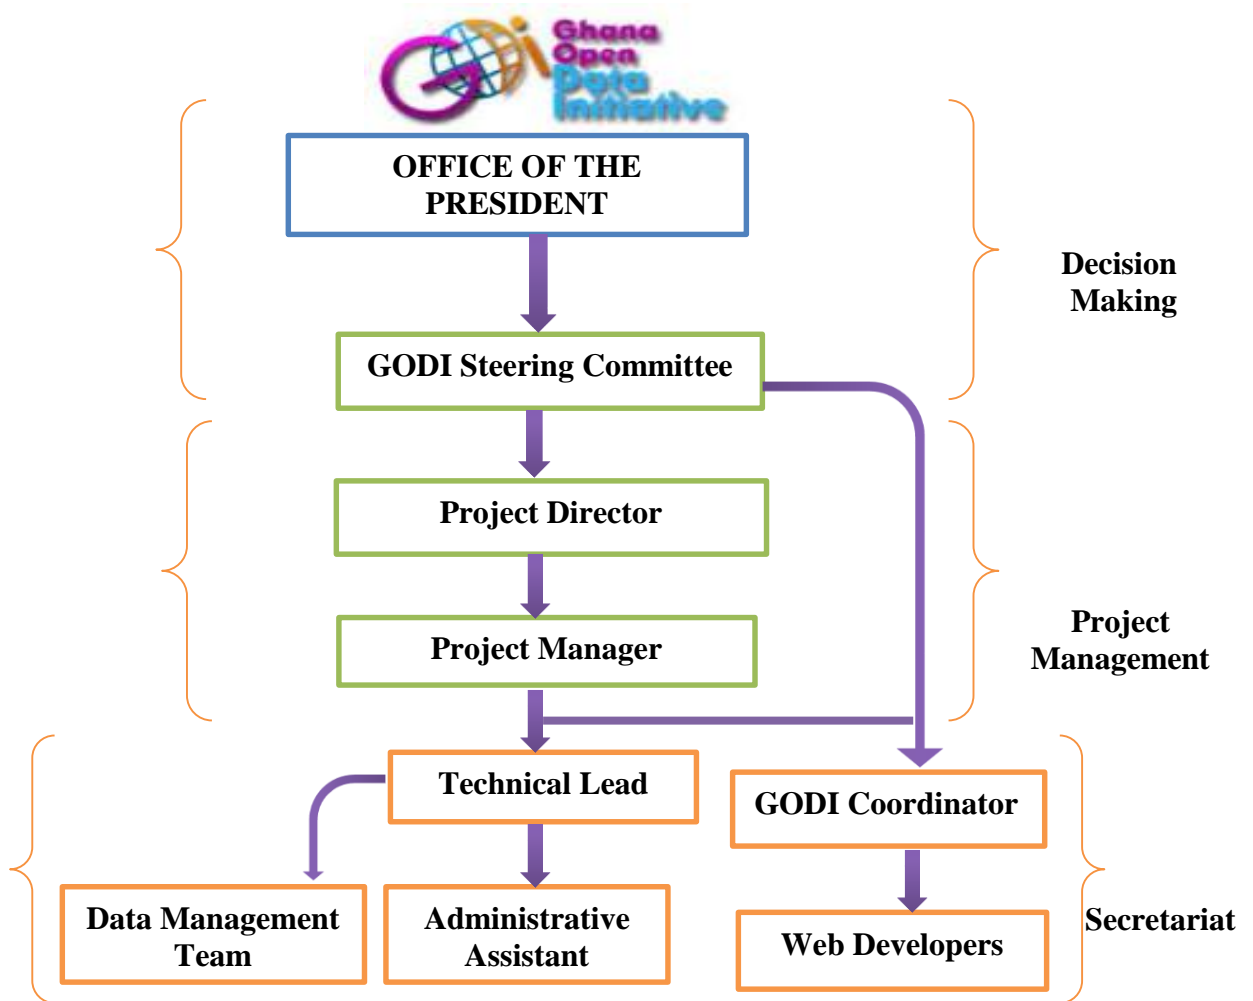 Ghana
Open
Data
Initiative
GODi
OFFICE OF THE
PRESIDENT
Decision
Making
GODI Steering Committee
Project Director
Project Manager
Project
Management
Technical Lead
GODI Coordinator
Data Management
Team
Administrative
Assistant
Web Developers
Secretariat